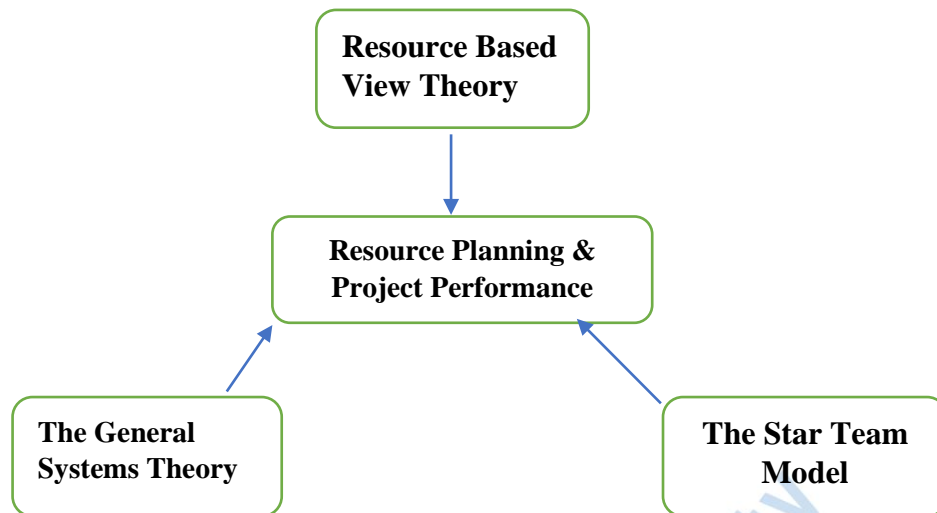 Resource Based
View Theory
Resource Planning &
Project Performance
The General
Systems Theory
The Star Team
Model